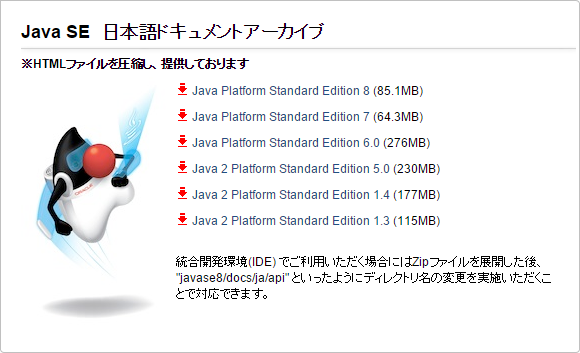 Java SE 日本語ドキュメントアーカイブ
※HTMLファイルを圧縮し、提供しております
Java Platform Standard Edition 8 (85.1MB)
Java Platform Standard Edition 7 (64.3MB)
Java Platform Standard Edition 6.0 (276MB)
Java 2 Platform Standard Edition 5.0 (230MB)
Java 2 Platform Standard Edition 1.4 (177MB)
Java 2 Platform Standard Edition 1.3 (115MB)
ORACLE
統合開発環境(IDE) でご利用いただく場合にはZipファイルを展開した後、
"javase8/docs/ja/api" といったようにディレクトリ名の変更を実施いただくこ
とで対応できます。